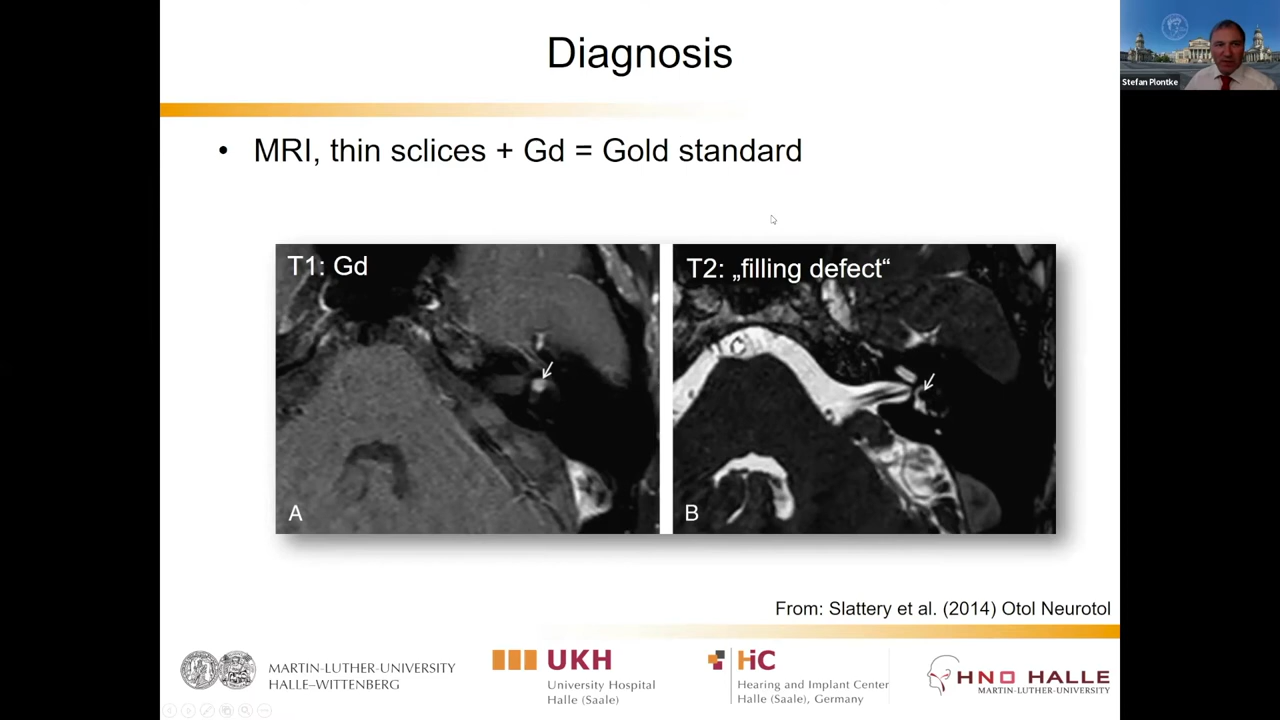 Diagnosis
Stefan Plontke
• MRI, thin sclices + Gd = Gold standard
T1: Gd
T2: „filling defect“
A
B
From: Slattery et al. (2014) Otol Neurotol
MARTIN-LUTHER-UNIVERSITY
HALLE–WITTENBERG
UKH
University Hospital
Halle (Saale)
HiC
Hearing and Implant Center
Halle (Saale), Germany
HNO HALLE
MARTIN-LUTHER-UNIVERSITY